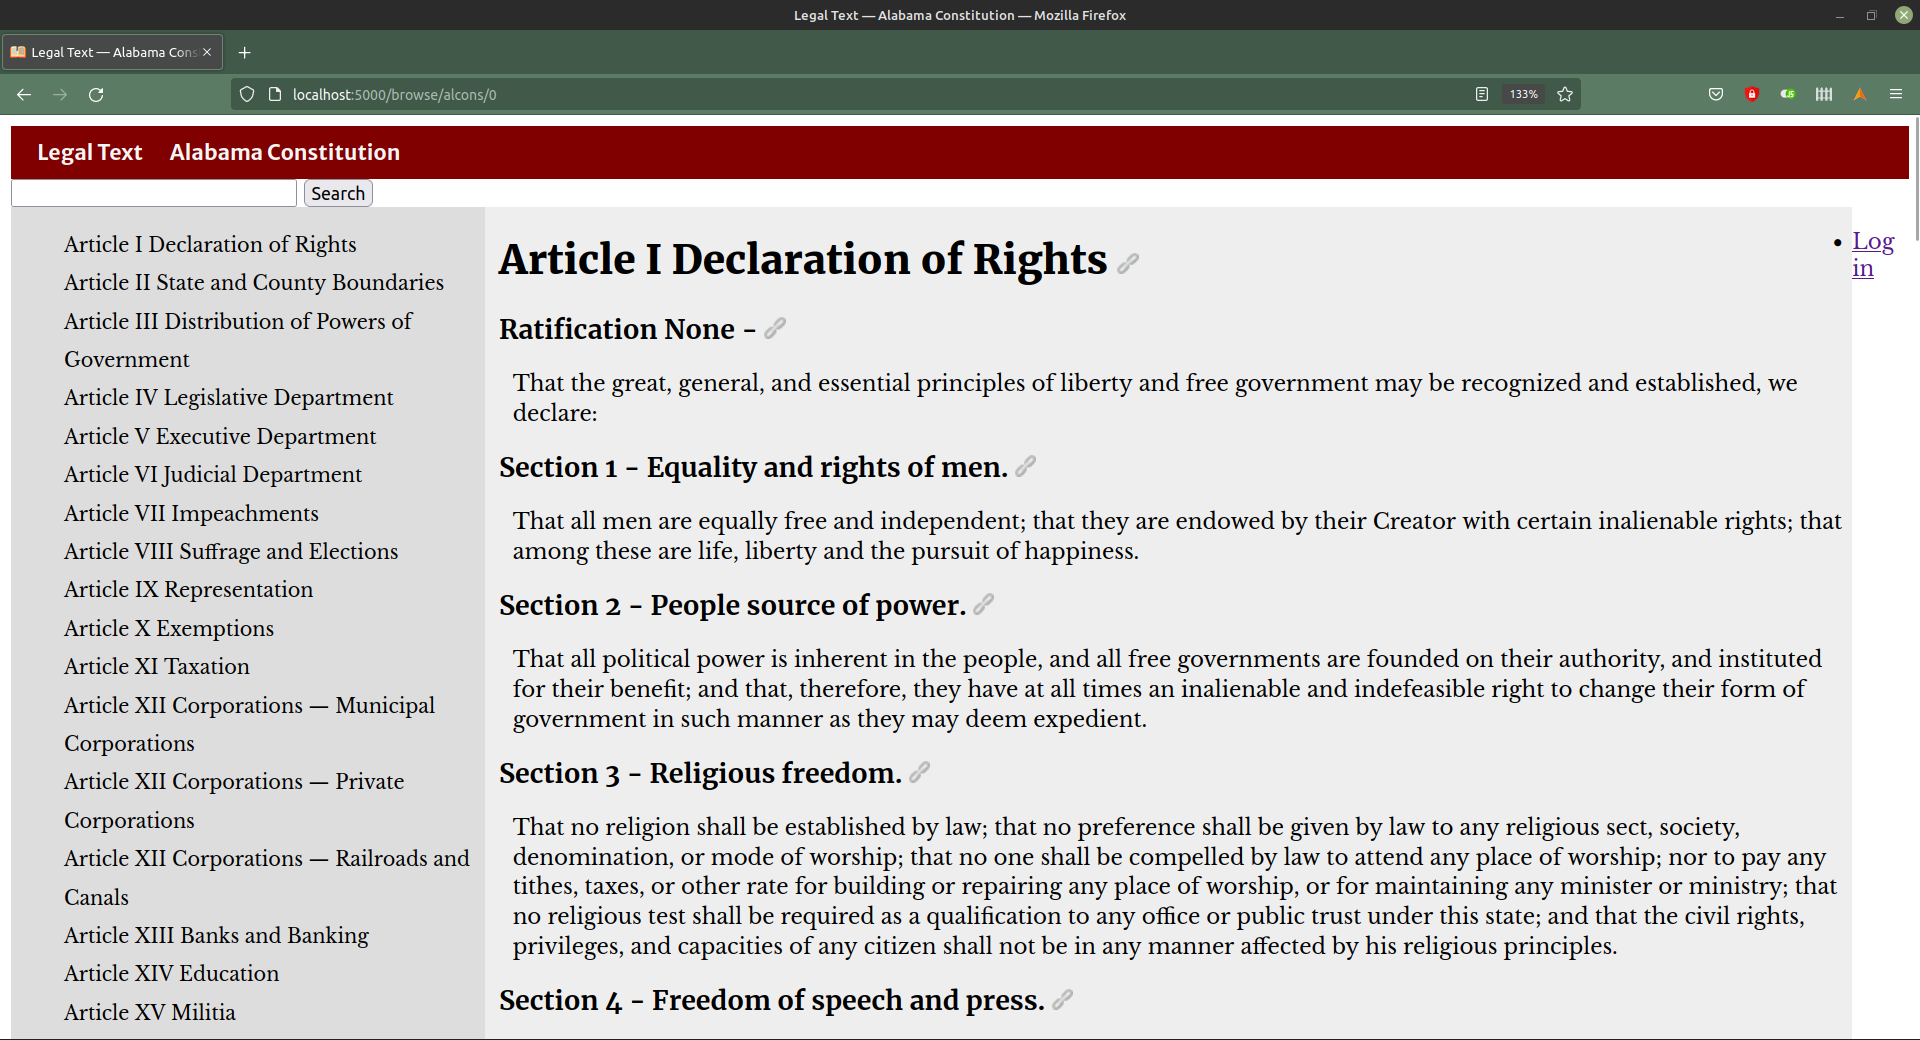 Legal Text — Alabama Constitution — Mozilla Firefox
Legal Text — Alabama Cons
localhost:5000/browse/alcons/0
133%
Legal Text Alabama Constitution
Search
Article I Declaration of Rights
Article II State and County Boundaries
Article III Distribution of Powers of
Government
Article IV Legislative Department
Article V Executive Department
Article VI Judicial Department
Article VII Impeachments
Article VIII Suffrage and Elections
Article IX Representation
Article X Exemptions
Article XI Taxation
Article XII Corporations — Municipal
Corporations
Article XII Corporations — Private
Corporations
Article XII Corporations — Railroads and
Canals
Article XIII Banks and Banking
Article XIV Education
Article XV Militia
Article I Declaration of Rights
Ratification None -
That the great, general, and essential principles of liberty and free government may be recognized and established, we
declare:
Section 1 - Equality and rights of men.
That all men are equally free and independent; that they are endowed by their Creator with certain inalienable rights; that
among these are life, liberty and the pursuit of happiness.
Section 2 - People source of power.
That all political power is inherent in the people, and all free governments are founded on their authority, and instituted
for their benefit; and that, therefore, they have at all times an inalienable and indefeasible right to change their form of
government in such manner as they may deem expedient.
Section 3 - Religious freedom.
That no religion shall be established by law; that no preference shall be given by law to any religious sect, society,
denomination, or mode of worship; that no one shall be compelled by law to attend any place of worship; nor to pay any
tithes, taxes, or other rate for building or repairing any place of worship, or for maintaining any minister or ministry; that
no religious test shall be required as a qualification to any office or public trust under this state; and that the civil rights,
privileges, and capacities of any citizen shall not be in any manner affected by his religious principles.
Section 4 - Freedom of speech and press.
• Log
in